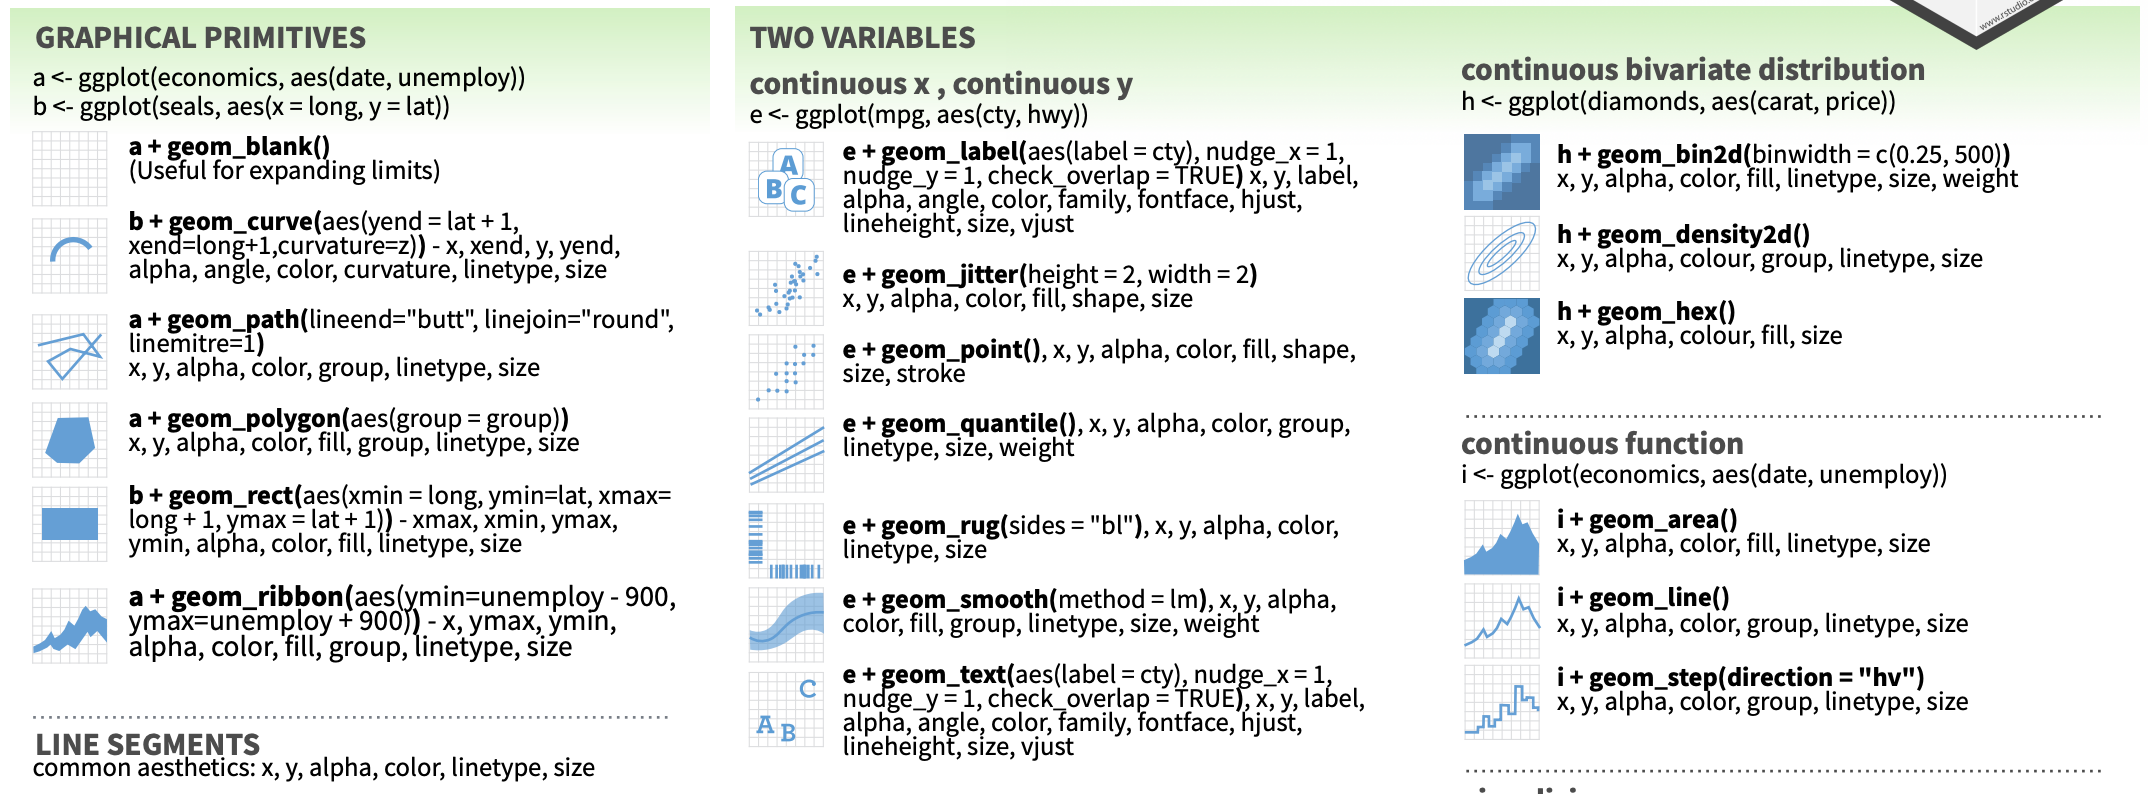 GRAPHICAL PRIMITIVES
a <- ggplot(economics, aes(date, unemploy))
b <- ggplot(seals, aes(x = long, y = lat))
a + geom_blank()
(Useful for expanding limits)
b + geom_curve(aes(yend = lat + 1,
xend=long+1,curvature=z)) - x, xend, y, yend,
alpha, angle, color, curvature, linetype, size
a + geom_path(lineend="butt", linejoin="round",
linemitre=1)
x, y, alpha, color, group, linetype, size
a + geom_polygon(aes(group = group))
x, y, alpha, color, fill, group, linetype, size
b + geom_rect(aes(xmin = long, ymin=lat, xmax=
long + 1, ymax = lat + 1)) - xmax, xmin, ymax,
ymin, alpha, color, fill, linetype, size
a + geom_ribbon(aes(ymin=unemploy - 900,
ymax=unemploy + 900)) - x, ymax, ymin,
alpha, color, fill, group, linetype, size
LINE SEGMENTS
common aesthetics: x, y, alpha, color, linetype, size
TWO VARIABLES
continuous x , continuous y
e <- ggplot(mpg, aes(cty, hwy))
A
B C
e + geom_label(aes(label = cty), nudge_x = 1,
nudge_y = 1, check_overlap = TRUE) x, y, label,
alpha, angle, color, family, fontface, hjust,
lineheight, size, vjust
e + geom_jitter(height = 2, width = 2)
x, y, alpha, color, fill, shape, size
e + geom_point(), x, y, alpha, color, fill, shape,
size, stroke
e + geom_quantile(), x, y, alpha, color, group,
linetype, size, weight
e + geom_rug(sides = "bl"), x, y, alpha, color,
linetype, size
e + geom_smooth(method = lm), x, y, alpha,
color, fill, group, linetype, size, weight
C
A B
e + geom_text(aes(label = cty), nudge_x = 1,
nudge_y = 1, check_overlap = TRUE), x, y, label,
alpha, angle, color, family, fontface, hjust,
lineheight, size, vjust
continuous bivariate distribution
h <- ggplot(diamonds, aes(carat, price))
h + geom_bin2d(binwidth = c(0.25, 500))
x, y, alpha, color, fill, linetype, size, weight
h + geom_density2d()
x, y, alpha, colour, group, linetype, size
h + geom_hex()
x, y, alpha, colour, fill, size
continuous function
i <- ggplot(economics, aes(date, unemploy))
i + geom_area()
x, y, alpha, color, fill, linetype, size
i + geom_line()
x, y, alpha, color, group, linetype, size
i + geom_step(direction = "hv")
x, y, alpha, color, group, linetype, size